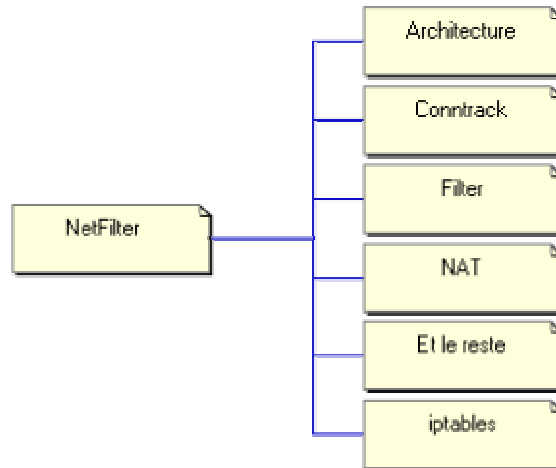 NetFilter
Architecture
Conntrack
Filter
NAT
Et le reste
iptables